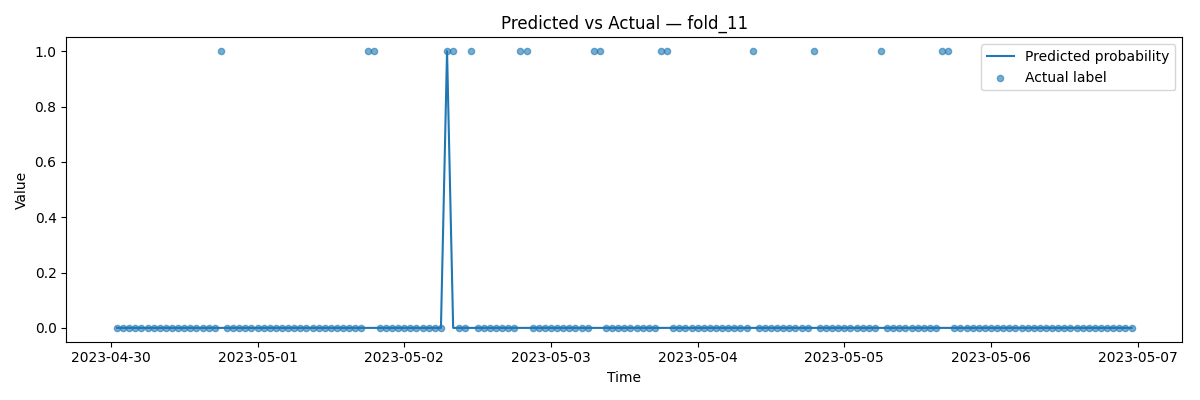 Predicted vs Actual — fold_11
Value
1.0
0.8
0.6
0.4
0.2
0.0
Predicted probability
Actual label
2023-04-30 2023-05-01 2023-05-02 2023-05-03 2023-05-04 2023-05-05 2023-05-06 2023-05-07
Time